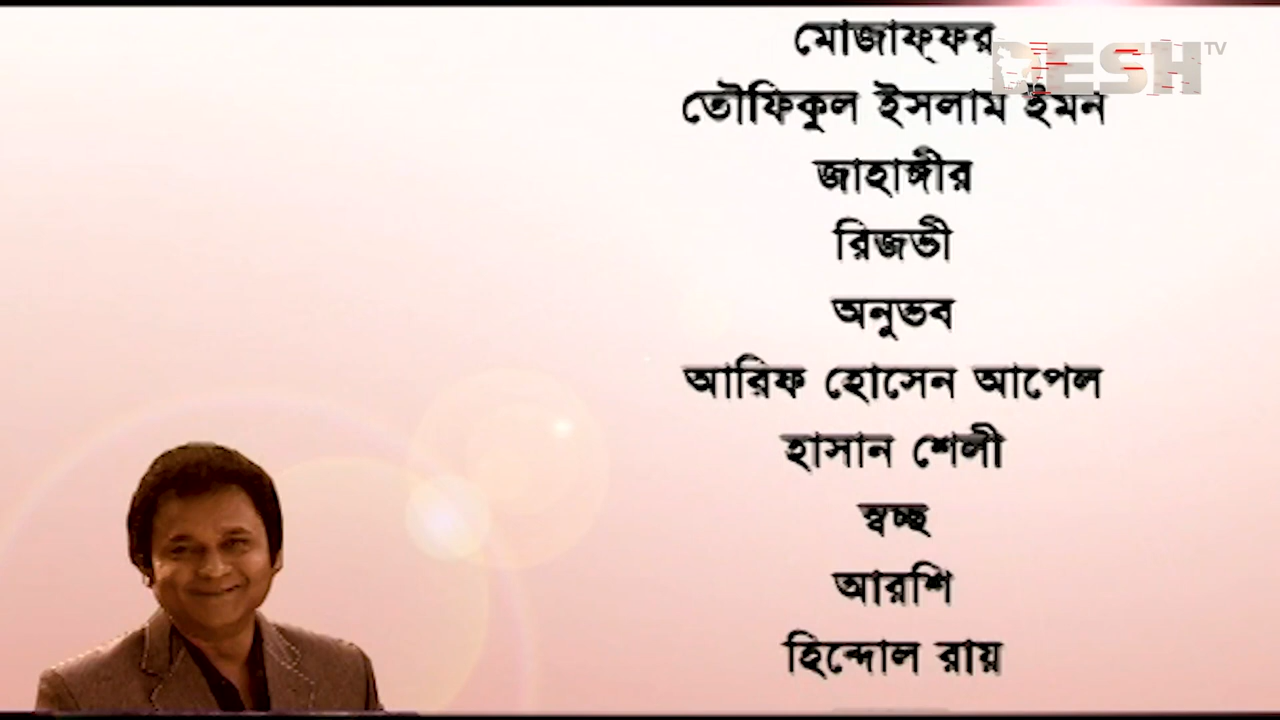 মোজাফ্ফর
DESH TV
তৌফিকুল ইসলাম ইমন
জাহাঙ্গীর
রিজভী
অনুভব
আরিফ হোসেন আপেল
হাসান শেলী
স্বচ্ছ
আরশি
হিন্দোল রায়